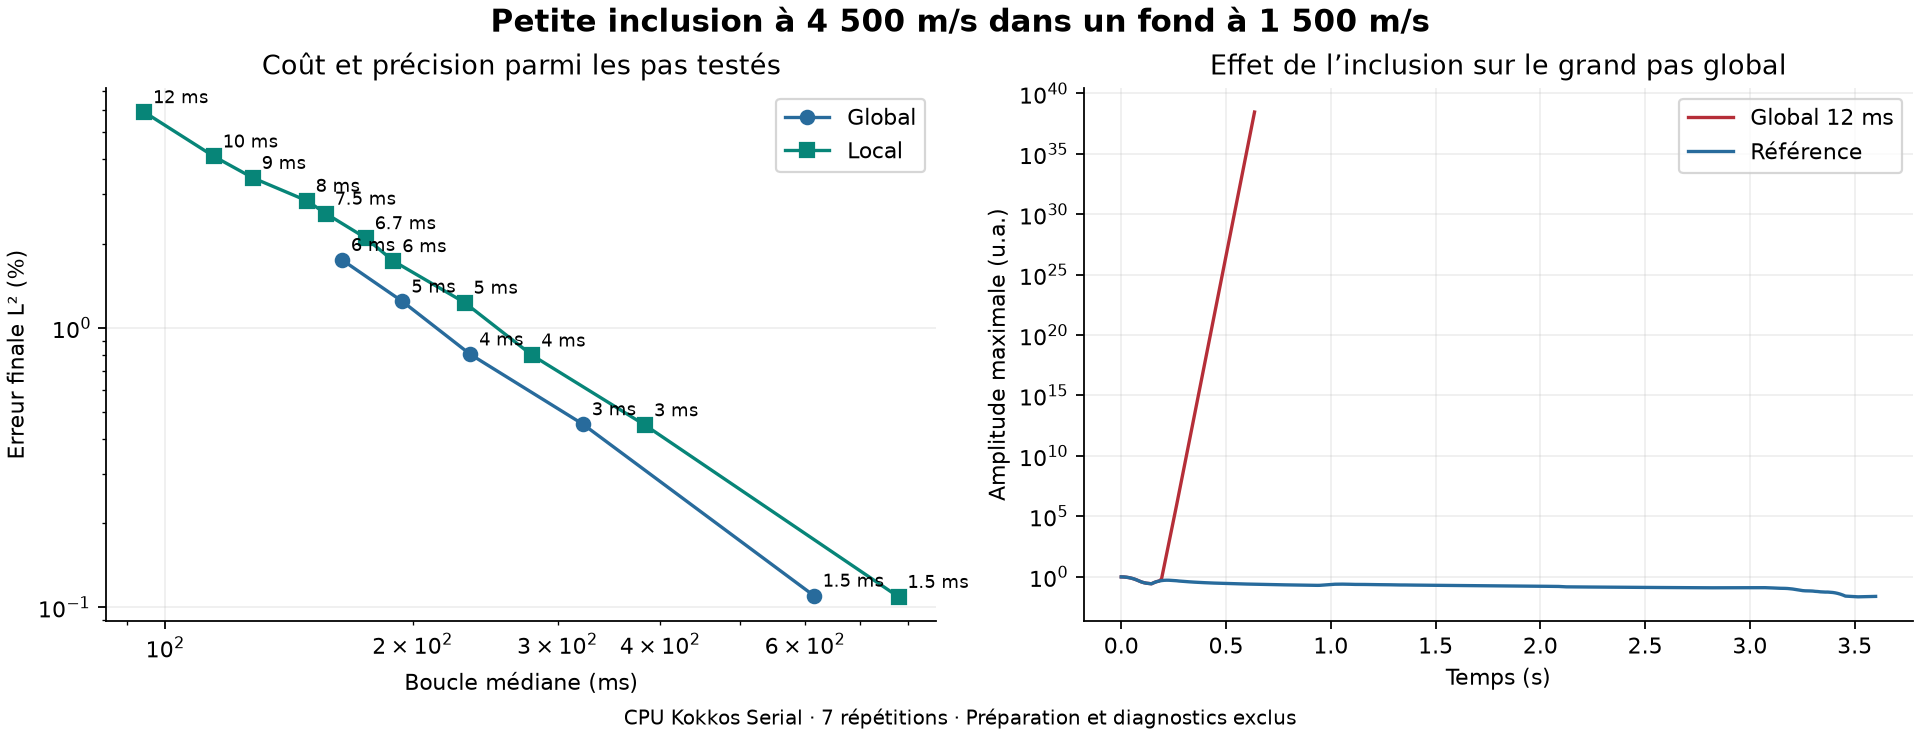 Petite inclusion à 4 500 m/s dans un fond à 1 500 m/s
Coût et précision parmi les pas testés
Global
Local
12 ms
10 ms
9 ms
8 ms
7.5 ms
6.7 ms
6 ms
6 ms
5 ms
5 ms
4 ms
4 ms
3 ms
3 ms
1.5 ms
1.5 ms
Erreur finale L² (%)
10⁰
10⁻¹
10²
2 × 10²
3 × 10²
4 × 10²
6 × 10²
Boucle médiane (ms)
Effet de l’inclusion sur le grand pas global
Global 12 ms
Référence
Amplitude maximale (u.a.)
10⁴⁰
10³⁵
10³⁰
10²⁵
10²⁰
10¹⁵
10¹⁰
10⁵
10⁰
0.0
0.5
1.0
1.5
2.0
2.5
3.0
3.5
Temps (s)
CPU Kokkos Serial · 7 répétitions · Préparation et diagnostics exclus